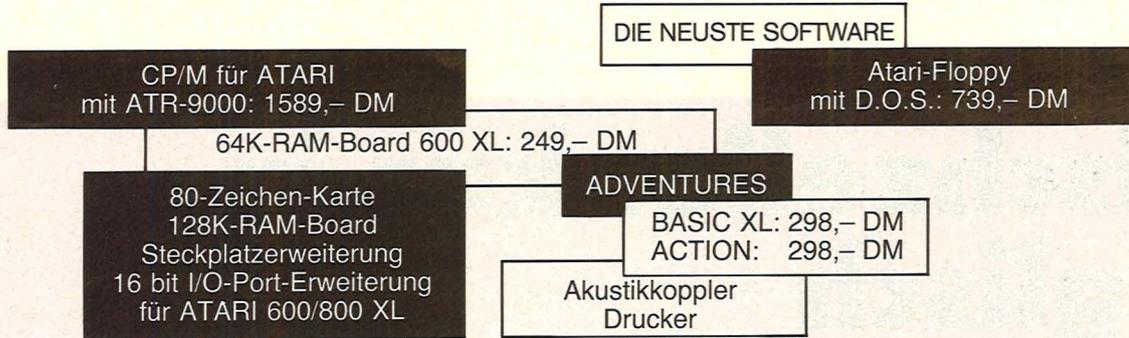 DIE NEUSTE SOFTWARE
CP/M für ATARI
mit ATR-9000: 1589,– DM
Atari-Floppy
mit D.O.S.: 739,– DM
64K-RAM-Board 600 XL: 249,– DM
80-Zeichen-Karte
128K-RAM-Board
Steckplatzerweiterung
16 bit I/O-Port-Erweiterung
für ATARI 600/800 XL
ADVENTURES
BASIC XL: 298,– DM
ACTION: 298,– DM
Akustikkoppler
Drucker